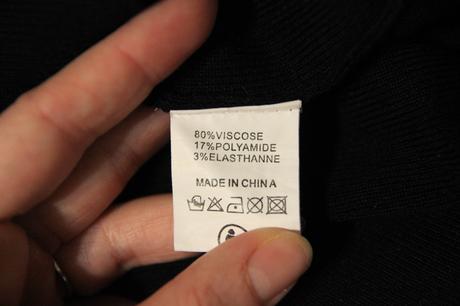 80%VISCOSE
17%POLYAMIDE
3%ELASTHANNE
MADE IN CHINA